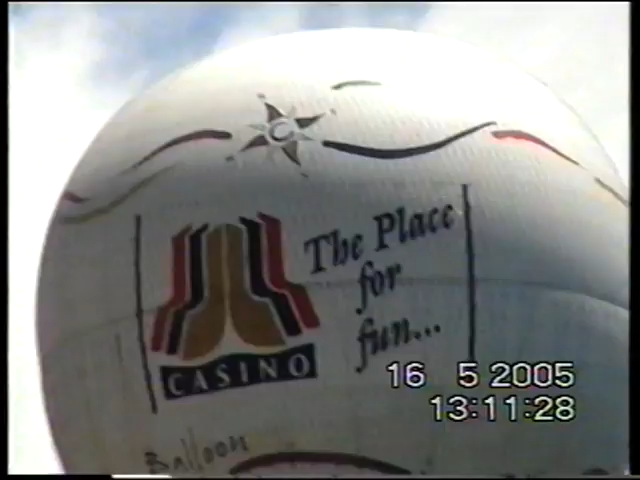 C
The Place
for
fun...
CASINO
16 5 2005
13:11:28
Balloon